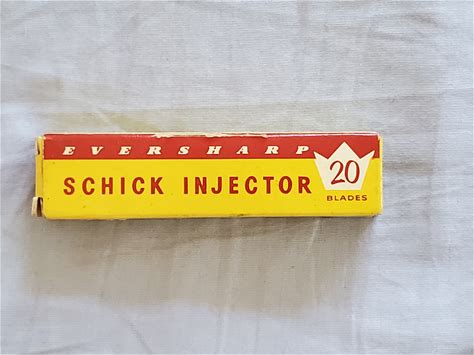 EVERSHARP
SCHICK INJECTOR
20
BLADES